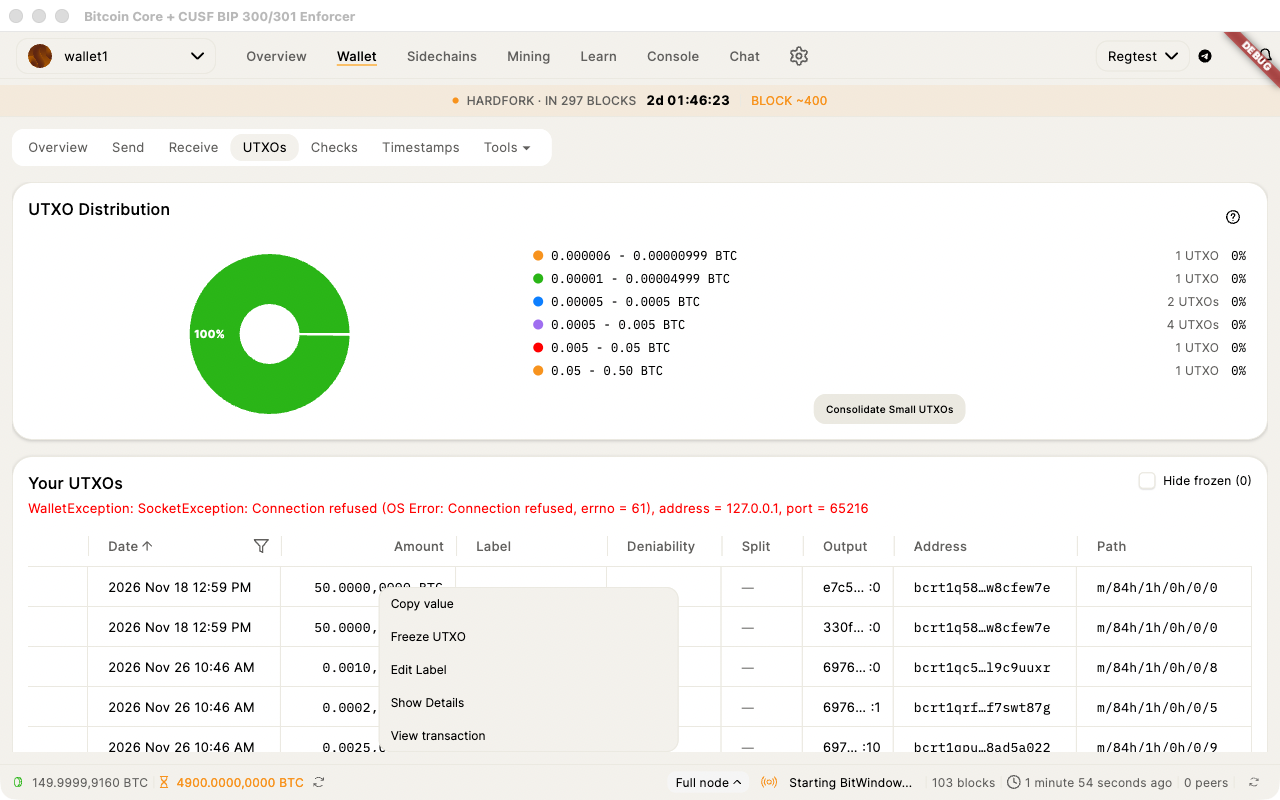 Bitcoin Core + CUSF BIP 300/301 Enforcer
wallet1
Overview Wallet Sidechains Mining Learn Console Chat
Regtest
DEBUG
HARDFORK · IN 297 BLOCKS 2d 01:46:23 BLOCK ~400
Overview Send Receive UTXOs Checks Timestamps Tools
UTXO Distribution
100%
0.000006 - 0.00000999 BTC 1 UTXO 0%
0.00001 - 0.00004999 BTC 1 UTXO 0%
0.00005 - 0.0005 BTC 2 UTXOs 0%
0.0005 - 0.005 BTC 4 UTXOs 0%
0.005 - 0.05 BTC 1 UTXO 0%
0.05 - 0.50 BTC 1 UTXO 0%
Consolidate Small UTXOs
Your UTXOs
Hide frozen (0)
WalletException: SocketException: Connection refused (OS Error: Connection refused, errno = 61), address = 127.0.0.1, port = 65216
Date Amount Label Deniability Split Output Address Path
2026 Nov 18 12:59 PM 50.0000,0000 BTC — e7c5... :0 bcrt1q58…w8cfew7e m/84h/1h/0h/0/0
2026 Nov 18 12:59 PM 50.0000, — 330f... :0 bcrt1q58…w8cfew7e m/84h/1h/0h/0/0
2026 Nov 26 10:46 AM 0.0010, — 6976... :0 bcrt1qc5…l9c9uuxr m/84h/1h/0h/0/8
2026 Nov 26 10:46 AM 0.0002, — 6976... :1 bcrt1qrf…f7swt87g m/84h/1h/0h/0/5
2026 Nov 26 10:46 AM 0.0025, — 697... :10 bcrt1qpu…8ad5a022 m/84h/1h/0h/0/9
Copy value
Freeze UTXO
Edit Label
Show Details
View transaction
149.9999,9160 BTC 4900.0000,0000 BTC Full node Starting BitWindow... 103 blocks 1 minute 54 seconds ago 0 peers